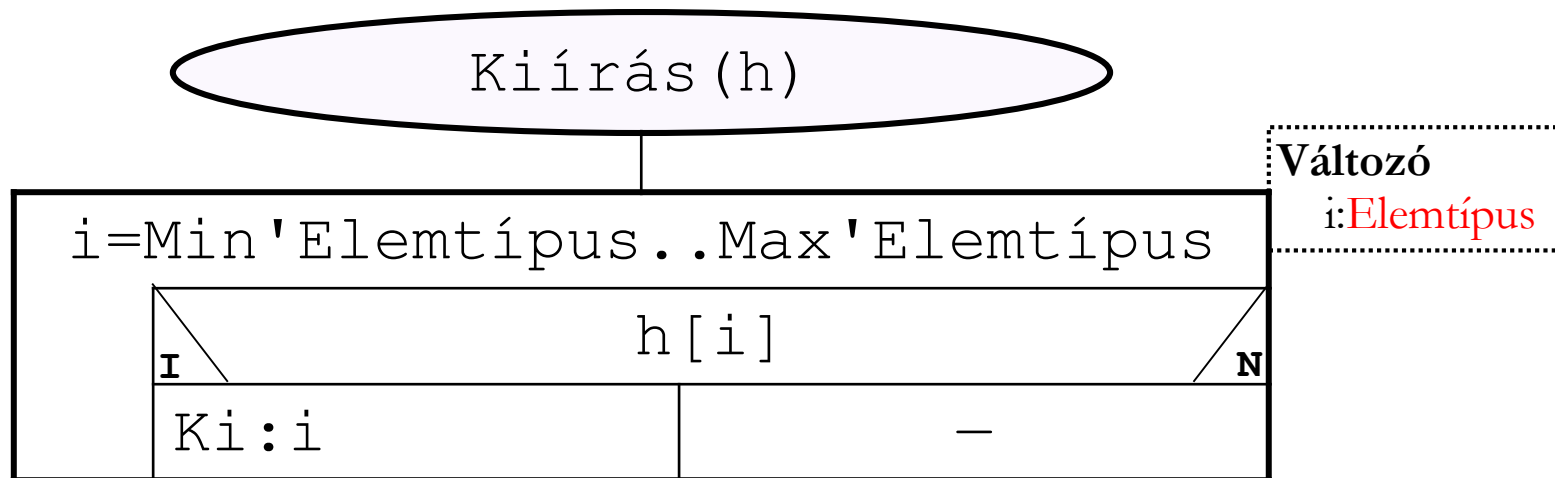 Kiírás(h)
Változó
i:Elemtípus
i=Min'Elemtípus..Max'Elemtípus
h[i]
I
N
Ki:i
–